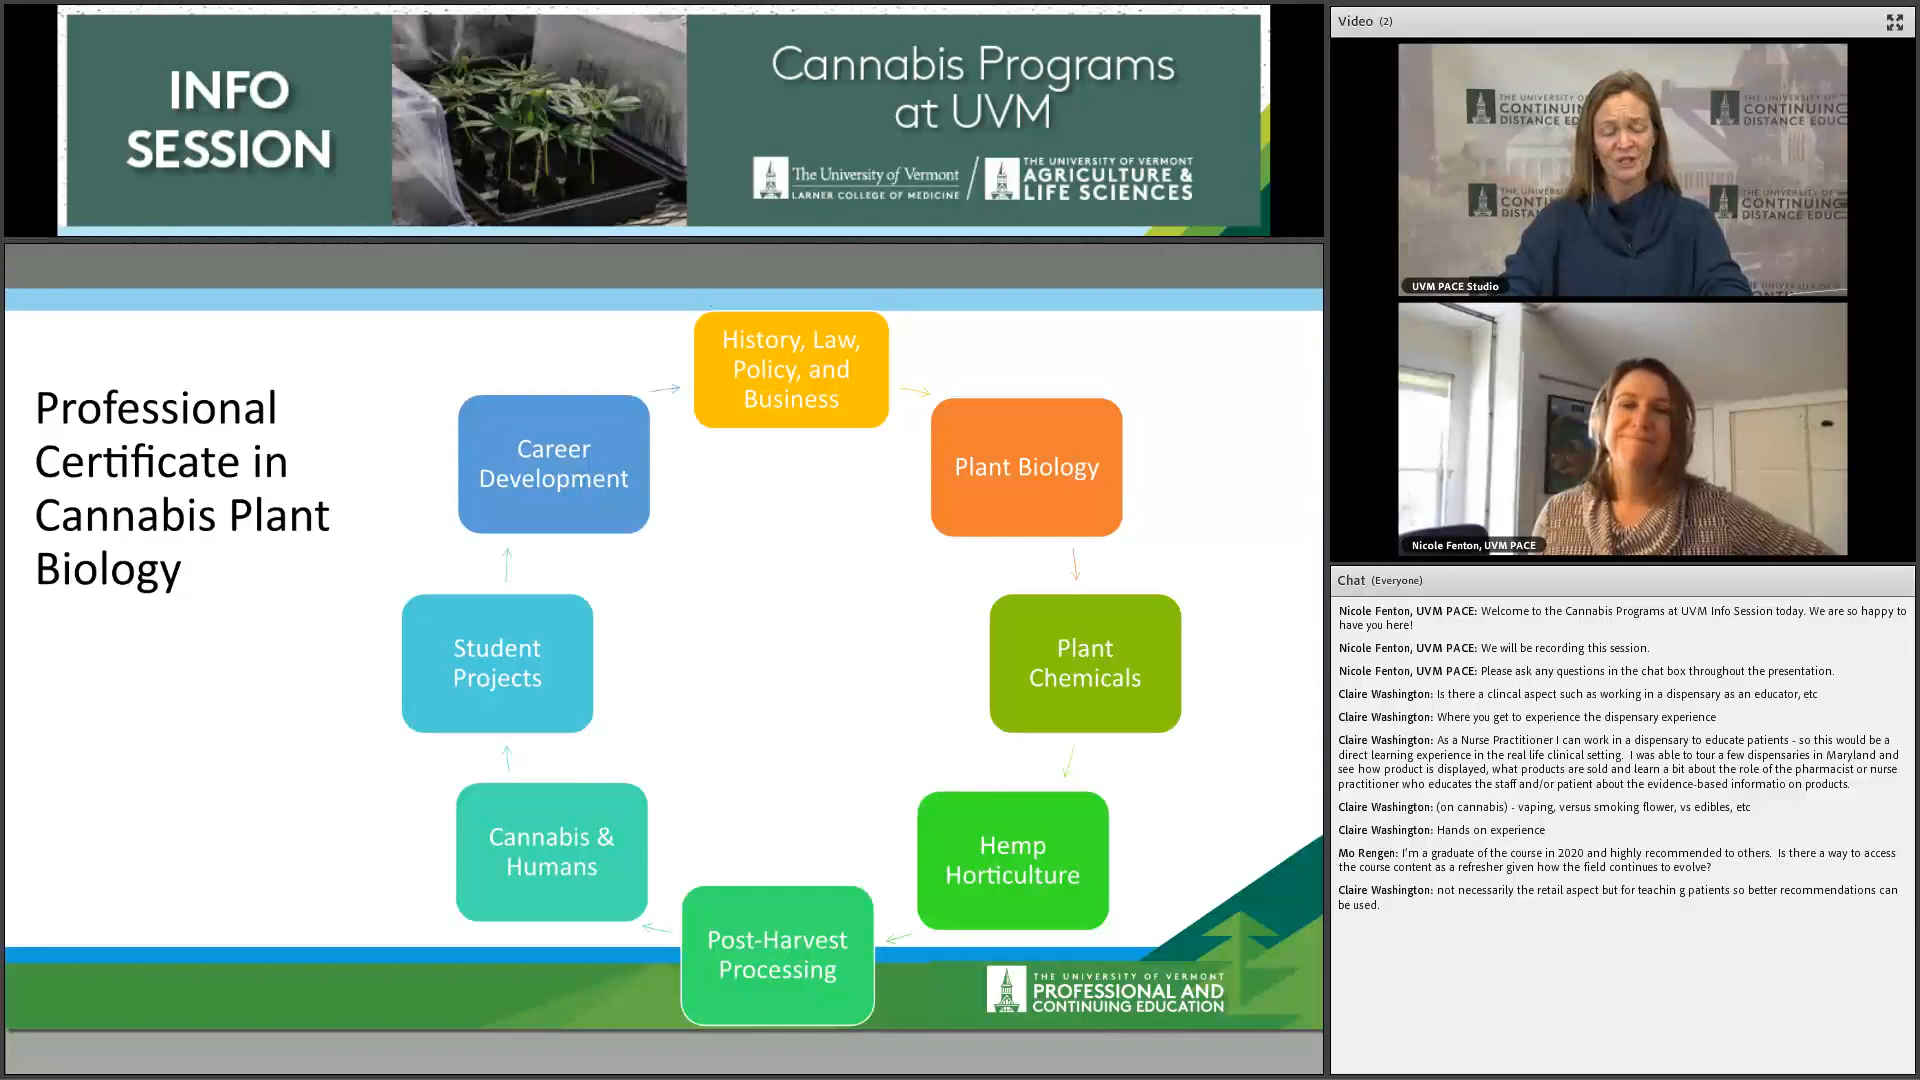 INFO
SESSION
Cannabis Programs
at UVM
The University of Vermont
LARNER COLLEGE OF MEDICINE
THE UNIVERSITY OF VERMONT
AGRICULTURE &
LIFE SCIENCES
Professional
Certificate in
Cannabis Plant
Biology
History, Law,
Policy, and
Business
Plant Biology
Plant
Chemicals
Hemp
Horticulture
Post-Harvest
Processing
Cannabis &
Humans
Student
Projects
Career
Development
THE UNIVERSITY OF VERMONT
PROFESSIONAL AND
CONTINUING EDUCATION
Video (2)
THE UNIVERSITY OF
CONTINUING
DISTANCE EDUC
UVM PACE Studio
Nicole Fenton, UVM PACE
Chat (Everyone)
Nicole Fenton, UVM PACE: Welcome to the Cannabis Programs at UVM Info Session today. We are so happy to
have you here!
Nicole Fenton, UVM PACE: We will be recording this session.
Nicole Fenton, UVM PACE: Please ask any questions in the chat box throughout the presentation.
Claire Washington: Is there a clincal aspect such as working in a dispensary as an educator, etc
Claire Washington: Where you get to experience the dispensary experience
Claire Washington: As a Nurse Practitioner I can work in a dispensary to educate patients - so this would be a
direct learning experience in the real life clinical setting. I was able to tour a few dispensaries in Maryland and
see how product is displayed, what products are sold and learn a bit about the role of the pharmacist or nurse
practitioner who educates the staff and/or patient about the evidence-based informatio on products.
Claire Washington: (on cannabis) - vaping, versus smoking flower, vs edibles, etc
Claire Washington: Hands on experience
Mo Rengen: I'm a graduate of the course in 2020 and highly recommended to others. Is there a way to access
the course content as a refresher given how the field continues to evolve?
Claire Washington: not necessarily the retail aspect but for teachin g patients so better recommendations can
be used.